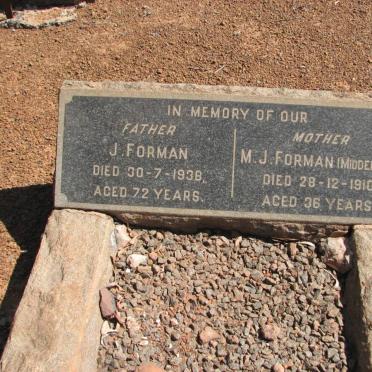 IN MEMORY OF OUR
FATHER
J. FORMAN
DIED 30-7-1938.
AGED 72 YEARS.
MOTHER
M.J. FORMAN
DIED 28-12-1910
AGED 36 YEARS